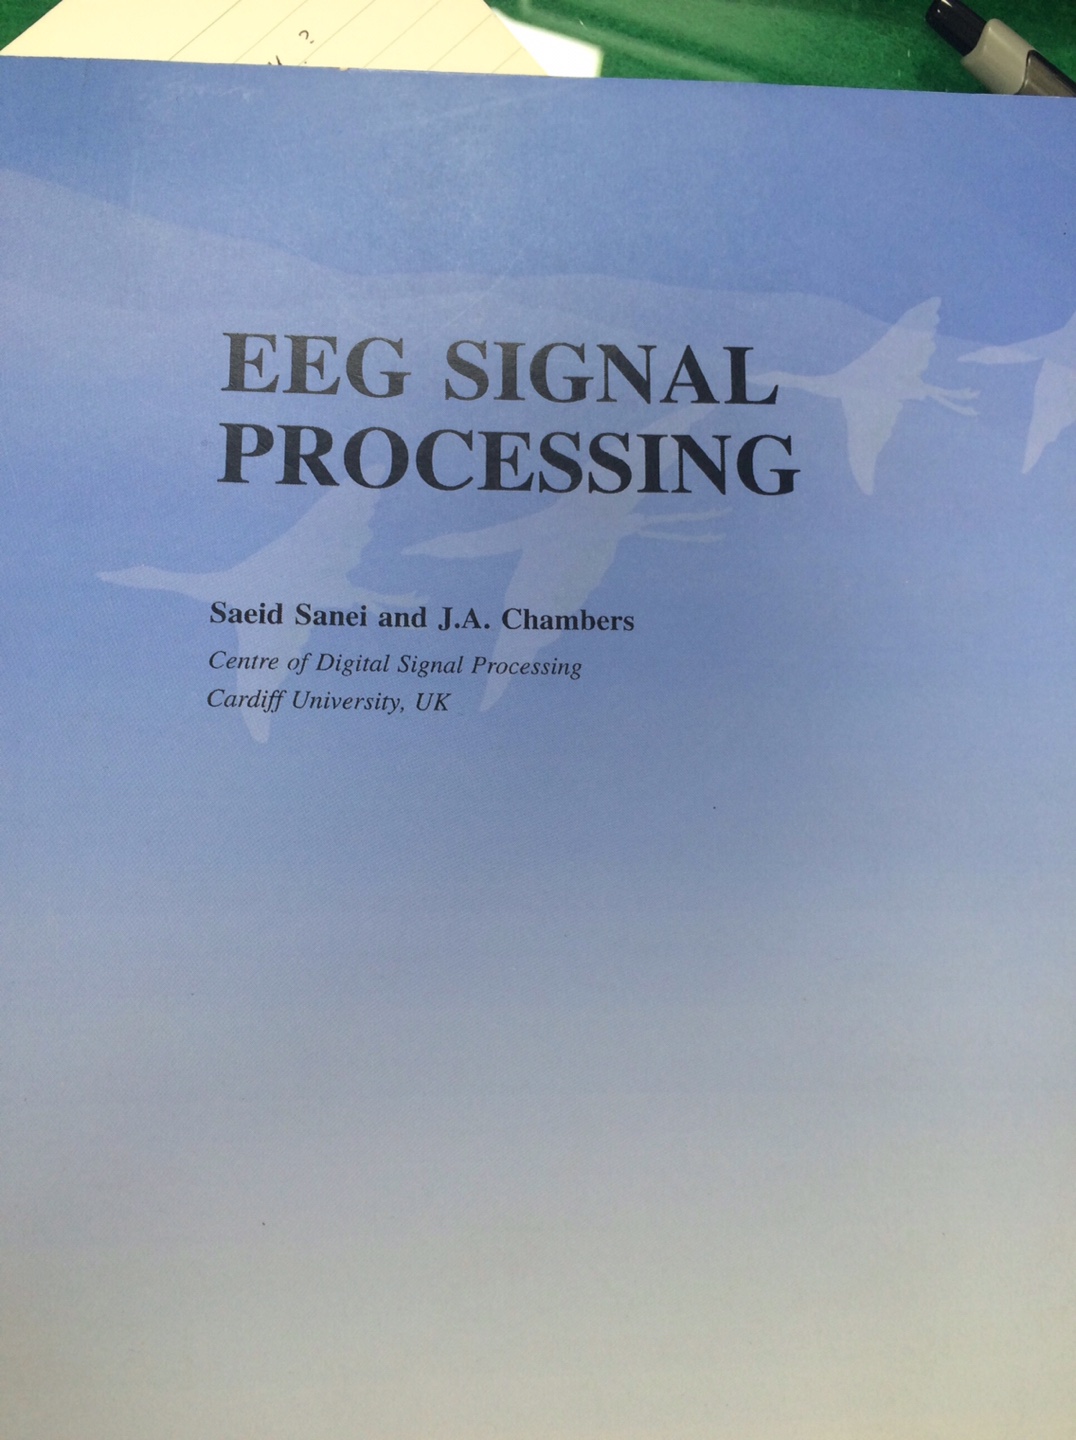 ?
EEG SIGNAL
PROCESSING
Saeid Sanei and J.A. Chambers
Centre of Digital Signal Processing
Cardiff University, UK